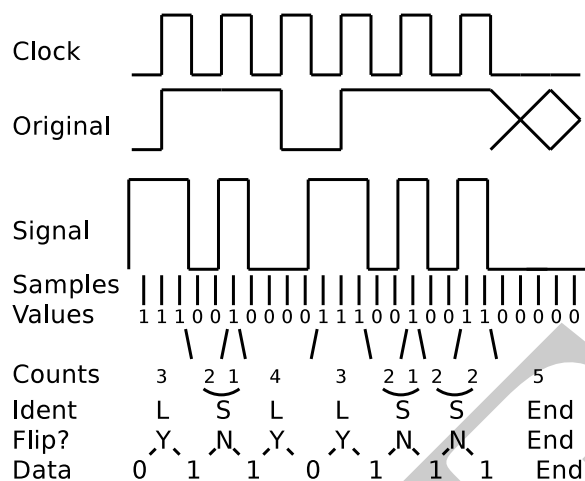 Clock
Original
Signal
Samples
Values 1 1 1 0 0 1 0 0 0 0 1 1 1 0 0 1 0 0 1 1 0 0 0 0 0
Counts 3 2 1 4 3 2 1 2 2 5
Ident L S L L S S End
Flip? Y N Y Y N N End
Data 0 1 1 0 1 1 1 End